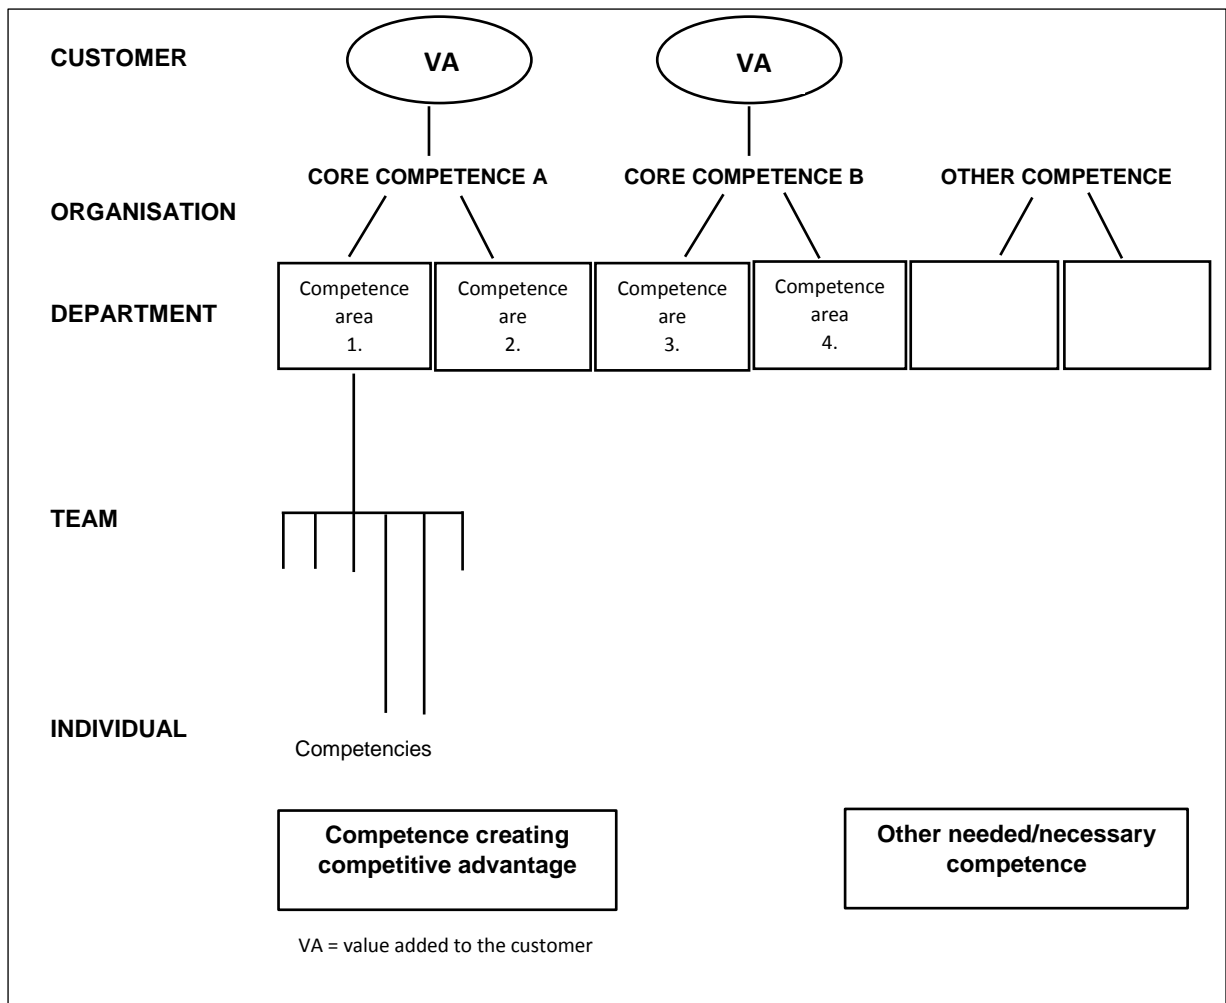 CUSTOMER
VA
VA
CORE COMPETENCE A
CORE COMPETENCE B
OTHER COMPETENCE
ORGANISATION
DEPARTMENT
Competence
area
1.
Competence
are
2.
Competence
are
3.
Competence
area
4.
TEAM
INDIVIDUAL
Competencies
Competence creating
competitive advantage
Other needed/necessary
competence
VA = value added to the customer